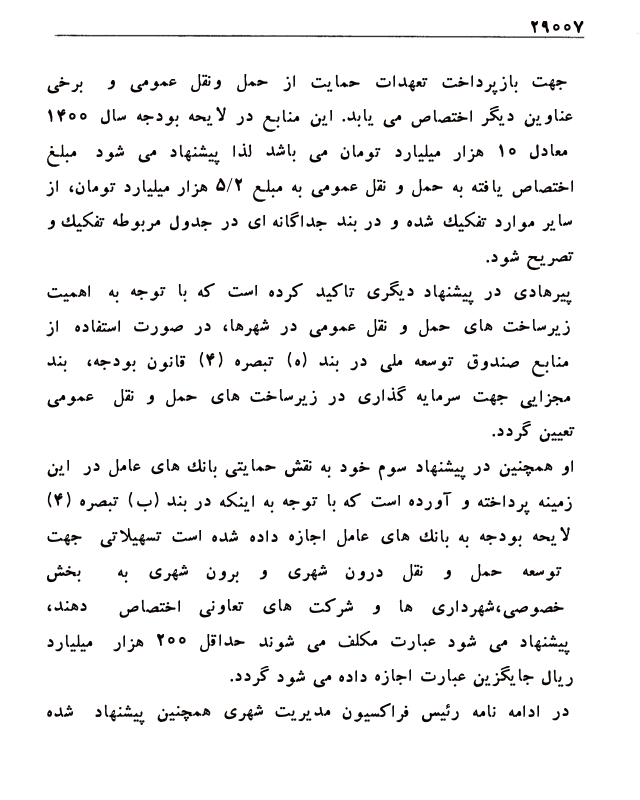 ۲۹۰۰۷
جهت بازپرداخت تعهدات حمایت از حمل ونقل عمومی و برخی
عناوین دیگر اختصاص می یابد. این منابع در لایحه بودجه سال ۱۴۰۰
معادل ۱۰ هزار میلیارد تومان می باشد لذا پیشنهاد می شود مبلغ
اختصاص یافته به حمل و نقل عمومی به مبلغ ۵/۲ هزار میلیارد تومان، از
سایر موارد تفکیک شده و در بند جداگانه ای در جدول مربوطه تفکیک و
تصریح شود.
پیرهادی در پیشنهاد دیگری تاکید کرده است که با توجه به اهمیت
زیرساخت های حمل و نقل عمومی در شهرها، در صورت استفاده از
منابع صندوق توسعه ملی در بند (ه) تبصره (۴) قانون بودجه، بند
مجزایی جهت سرمایه گذاری در زیرساخت های حمل و نقل عمومی
تعیین گردد.
او همچنین در پیشنهاد سوم خود به نقش حمایتی بانک های عامل در این
زمینه پرداخته و آورده است که با توجه به اینکه در بند (ب) تبصره (۴)
لایحه بودجه به بانک های عامل اجازه داده شده است تسهیلاتی جهت
توسعه حمل و نقل درون شهری و برون شهری به بخش
خصوصی،شهرداری ها و شرکت های تعاونی اختصاص دهند،
پیشنهاد می شود عبارت مکلف می شوند حداقل ۲۰۰ هزار میلیارد
ریال جایگزین عبارت اجازه داده می شود گردد.
در ادامه نامه رئیس فراکسیون مدیریت شهری همچنین پیشنهاد شده